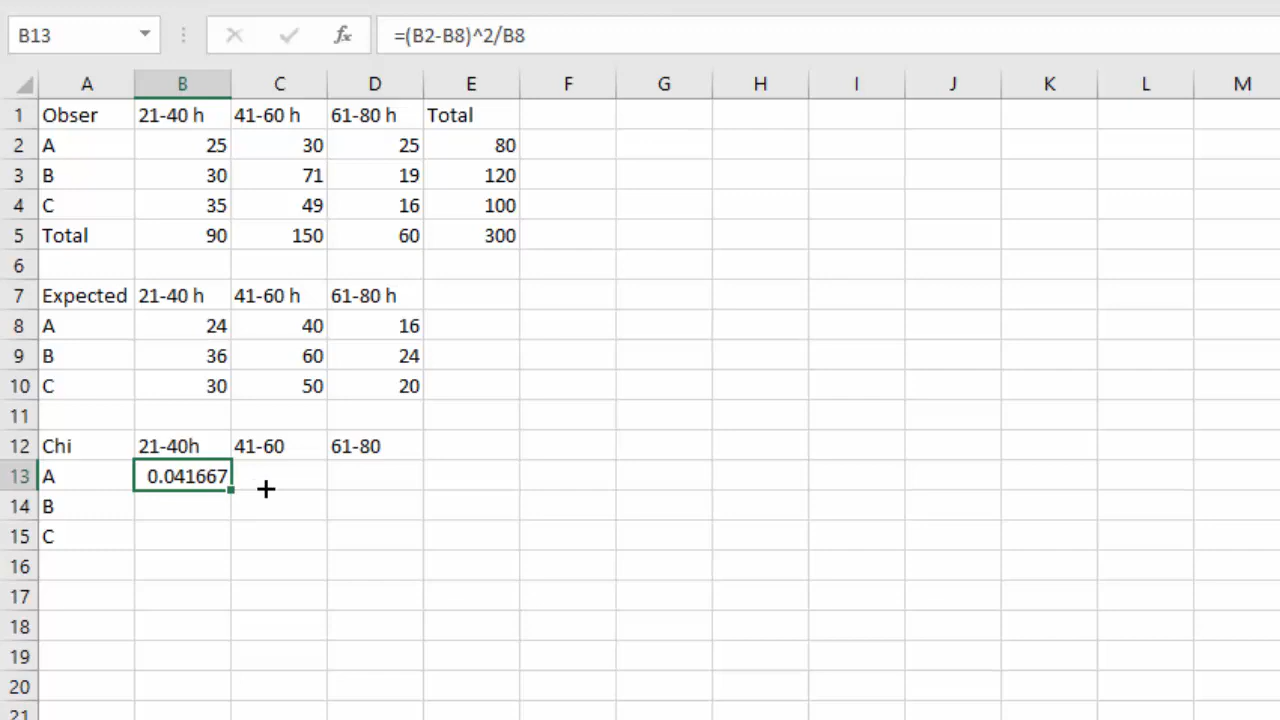 B13 fx =(B2-B8)^2/B8
A B C D E F G H I J K L M
1 Obser 21-40 h 41-60 h 61-80 h Total
2 A 25 30 25 80
3 B 30 71 19 120
4 C 35 49 16 100
5 Total 90 150 60 300
6
7 Expected 21-40 h 41-60 h 61-80 h
8 A 24 40 16
9 B 36 60 24
10 C 30 50 20
11
12 Chi 21-40h 41-60 61-80
13 A 0.041667
14 B
15 C
16
17
18
19
20
21